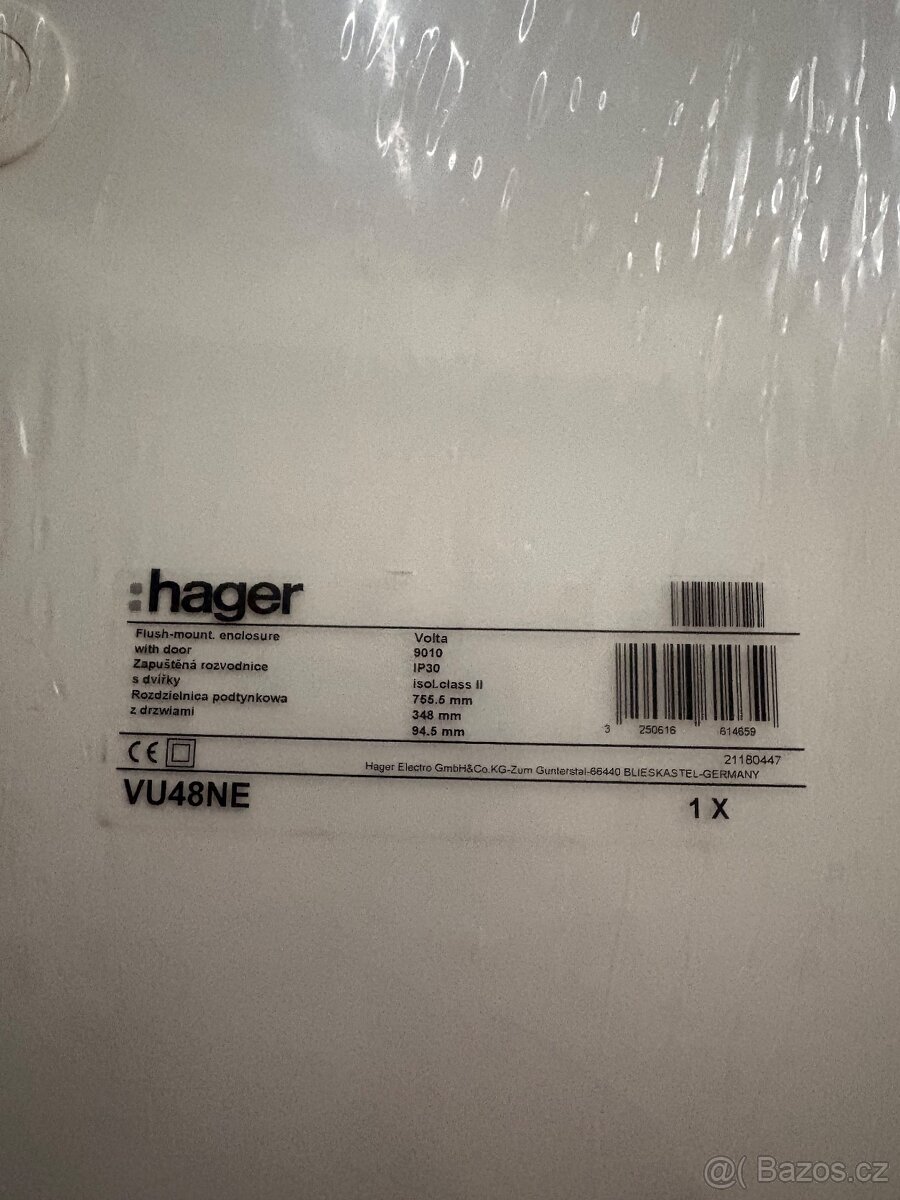 :hager
Flush-mount. enclosure
with door
Zapuštěná rozvodnice
s dvířky
Rozdzielnica podtynkowa
z drzwiami
Volta
9010
IP30
isol.class II
755.5 mm
348 mm
94.5 mm
3 250616 614659
CE
21180447
Hager Electro GmbH&Co.KG-Zum Gunterstal-66440 BLIESKASTEL-GERMANY
VU48NE
1 X
@( Bazos.cz